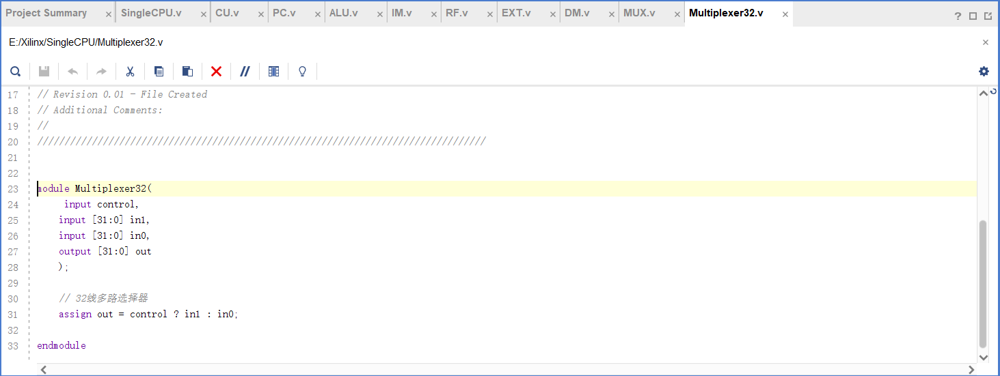 Project Summary × SingleCPU.v × CU.v × PC.v × ALU.v × IM.v × RF.v × EXT.v × DM.v × MUX.v × Multiplexer32.v × ?
E:/Xilinx/SingleCPU/Multiplexer32.v ×
17 // Revision 0.01 - File Created
18 // Additional Comments:
19 //
20 //////////////////////////////////////////////////////////////////////////////////
21
22
23 module Multiplexer32(
24 input control,
25 input [31:0] in1,
26 input [31:0] in0,
27 output [31:0] out
28 );
29
30 // 32线多路选择器
31 assign out = control ? in1 : in0;
32
33 endmodule